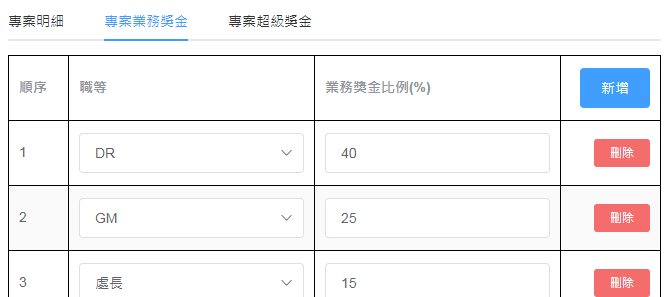 專案明細 專案業務獎金 專案超級獎金
順序 職等 業務獎金比例(%) 新增
1 DR 40 刪除
2 GM 25 刪除
3 處長 15 刪除